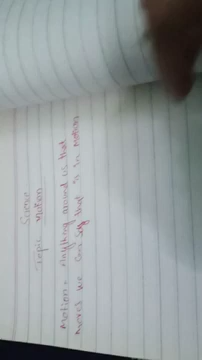 Science
Topic Motion
Motion:- Anything around us that
moves we can say that is in motion